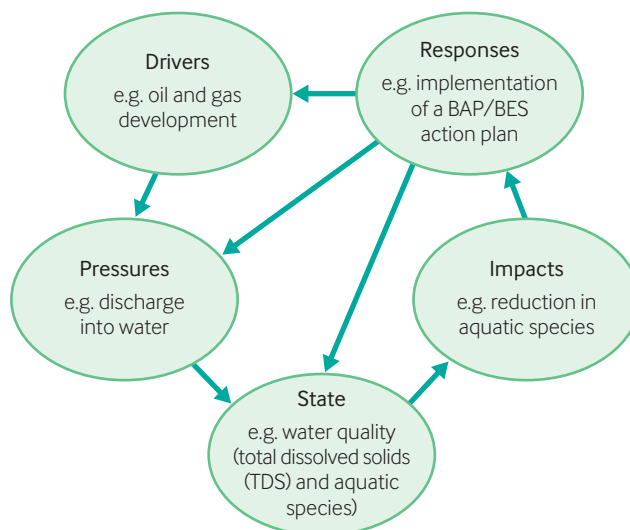 Drivers
e.g. oil and gas
development
Responses
e.g. implementation
of a BAP/BES
action plan
Pressures
e.g. discharge
into water
Impacts
e.g. reduction in
aquatic species
State
e.g. water quality
(total dissolved solids
(TDS) and aquatic
species)